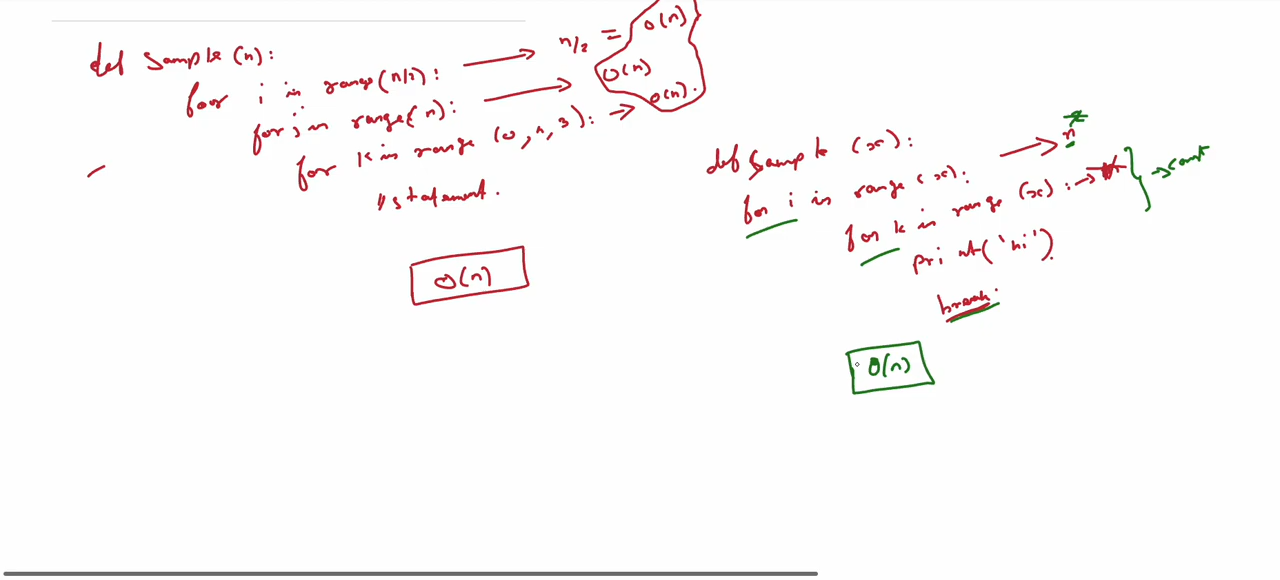 def sample (n):
for i in range(n/2): → n/2 = O(n)
for j in range(n): → O(n)
for k in range (0, n, 3): → O(n).
//statement.
O(n)
def sample (x):
for i in range (x): → n
for k in range (x): → → const
print('hi')
break.
O(n)